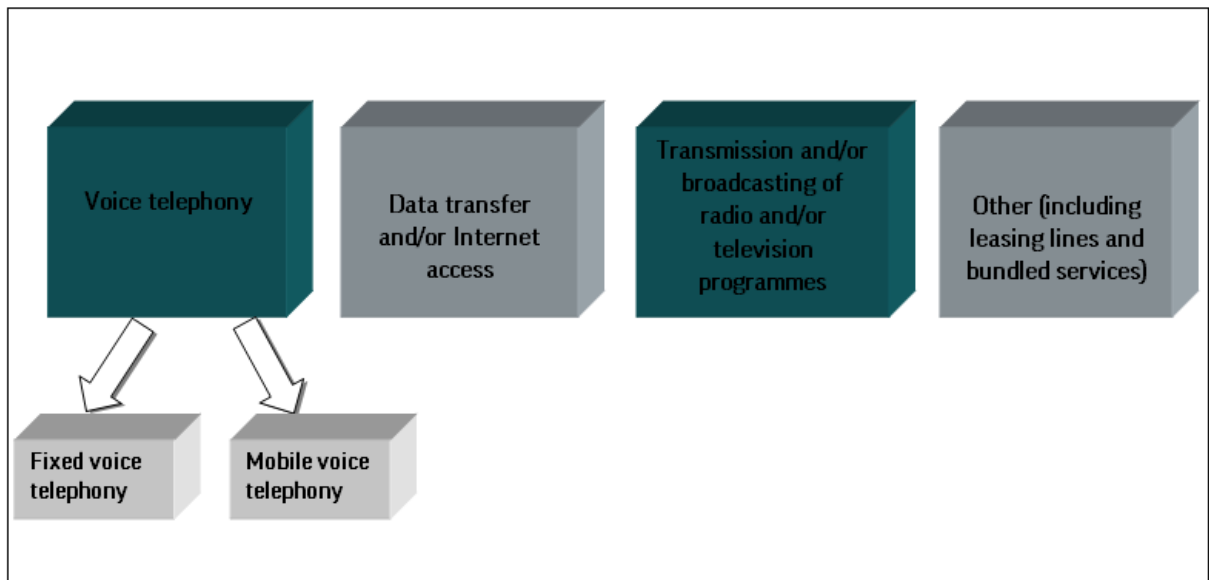 Voice telephony
Data transfer
and/or Internet
access
Transmission and/or
broadcasting of
radio and/or
television
programmes
Other (including
leasing lines and
bundled services)
Fixed voice
telephony
Mobile voice
telephony